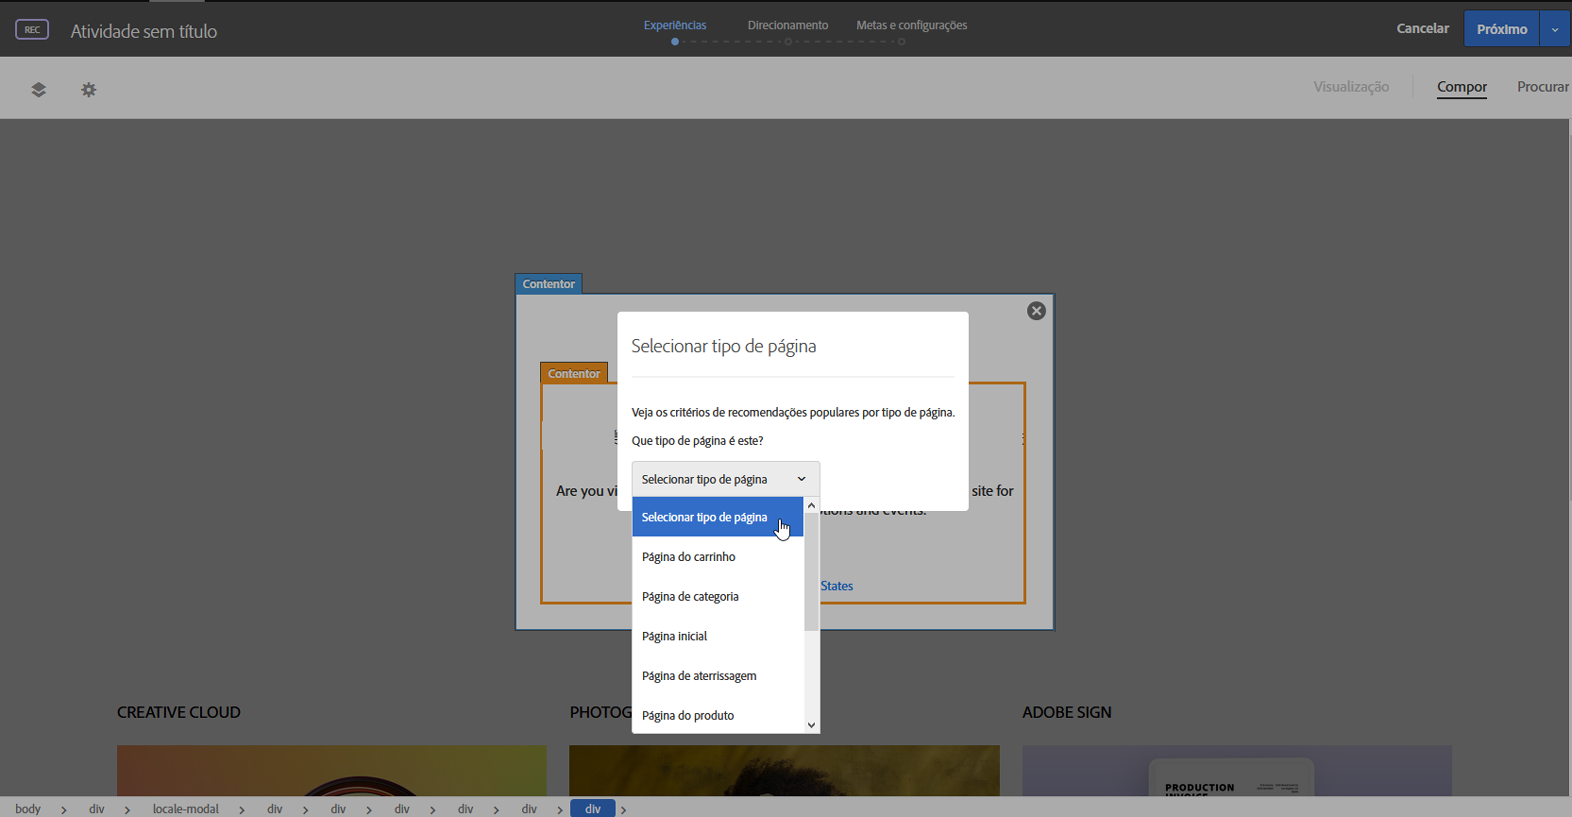 REC
Atividade sem título
Experiências
Direcionamento
Metas e configurações
Cancelar
Próximo
Visualização
Compor
Procurar
Contentor
Selecionar tipo de página
Contentor
Veja os critérios de recomendações populares por tipo de página.
Que tipo de página é este?
Selecionar tipo de página
Are you vi
site for
Selecionar tipo de página
and events.
Página do carrinho
States
Página de categoria
Página inicial
Página de aterrissagem
Página do produto
CREATIVE CLOUD
PHOTOG
ADOBE SIGN
PRODUCTION
INVOICE
body > div > locale-modal > div > div > div > div > div > div >